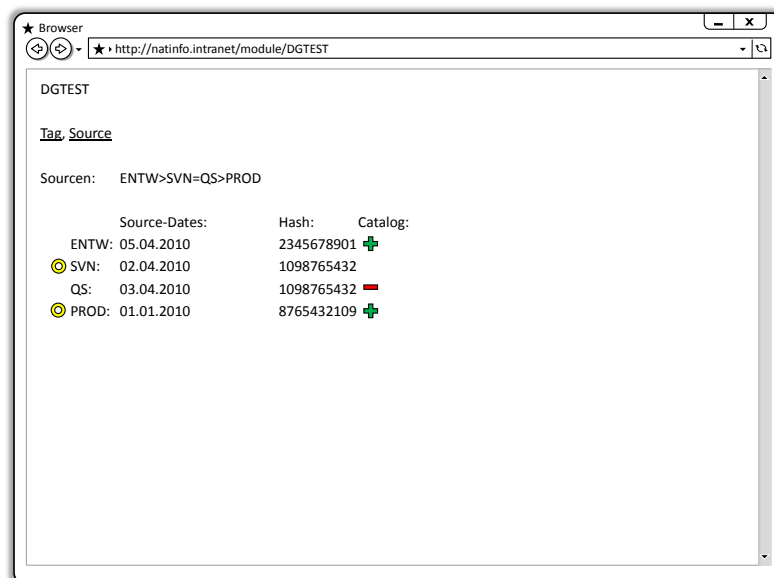 Browser
http://natinfo.intranet/module/DGTEST
DGTEST
Tag, Source
Sourcen: ENTW>SVN=QS>PROD
Source-Dates: Hash: Catalog:
ENTW: 05.04.2010 2345678901
SVN: 02.04.2010 1098765432
QS: 03.04.2010 1098765432
PROD: 01.01.2010 8765432109